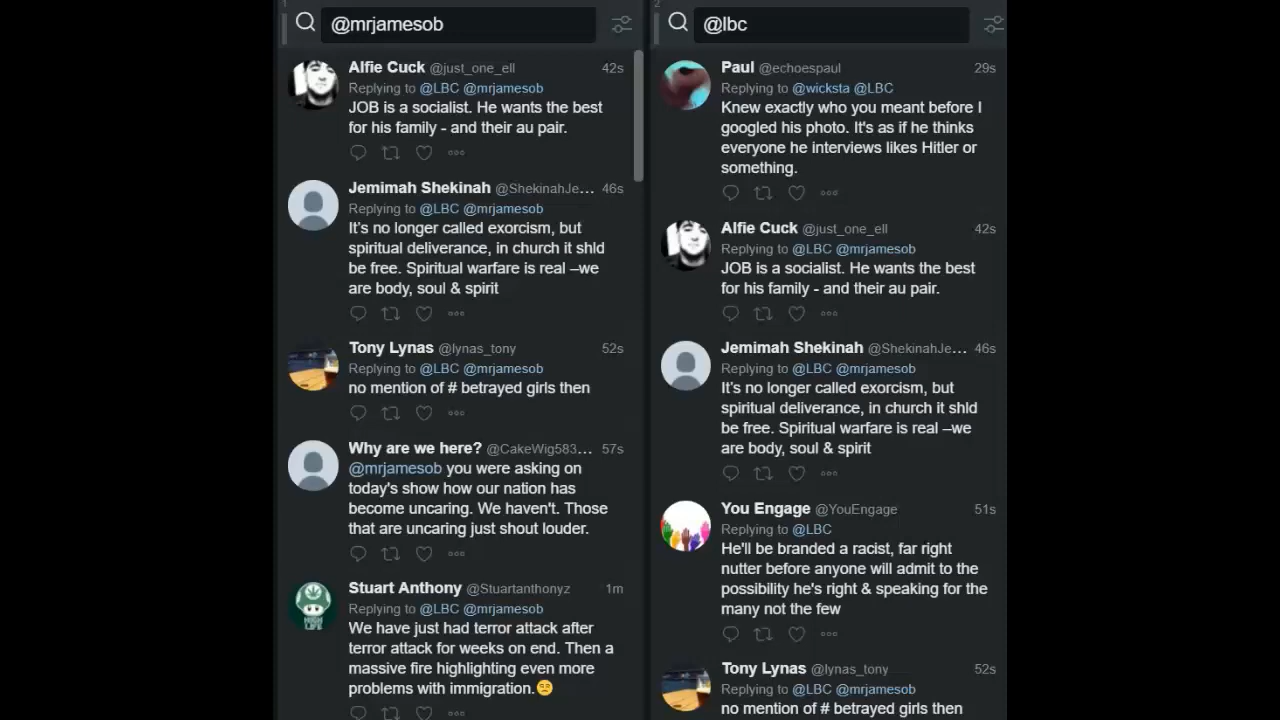 1
@mrjamesob
Alfie Cuck @just_one_ell 42s
Replying to @LBC @mrjamesob
JOB is a socialist. He wants the best
for his family - and their au pair.
Jemimah Shekinah @ShekinahJe... 46s
Replying to @LBC @mrjamesob
It's no longer called exorcism, but
spiritual deliverance, in church it shld
be free. Spiritual warfare is real –we
are body, soul & spirit
Tony Lynas @lynas_tony 52s
Replying to @LBC @mrjamesob
no mention of # betrayed girls then
Why are we here? @CakeWig583... 57s
@mrjamesob you were asking on
today's show how our nation has
become uncaring. We haven't. Those
that are uncaring just shout louder.
Stuart Anthony @Stuartanthonyz 1m
Replying to @LBC @mrjamesob
We have just had terror attack after
terror attack for weeks on end. Then a
massive fire highlighting even more
problems with immigration.😒
HIGH
LIFE
2
@lbc
Paul @echoespaul 29s
Replying to @wicksta @LBC
Knew exactly who you meant before I
googled his photo. It's as if he thinks
everyone he interviews likes Hitler or
something.
Alfie Cuck @just_one_ell 42s
Replying to @LBC @mrjamesob
JOB is a socialist. He wants the best
for his family - and their au pair.
Jemimah Shekinah @ShekinahJe... 46s
Replying to @LBC @mrjamesob
It's no longer called exorcism, but
spiritual deliverance, in church it shld
be free. Spiritual warfare is real –we
are body, soul & spirit
You Engage @YouEngage 51s
Replying to @LBC
He'll be branded a racist, far right
nutter before anyone will admit to the
possibility he's right & speaking for the
many not the few
Tony Lynas @lynas_tony 52s
Replying to @LBC @mrjamesob
no mention of # betrayed girls then